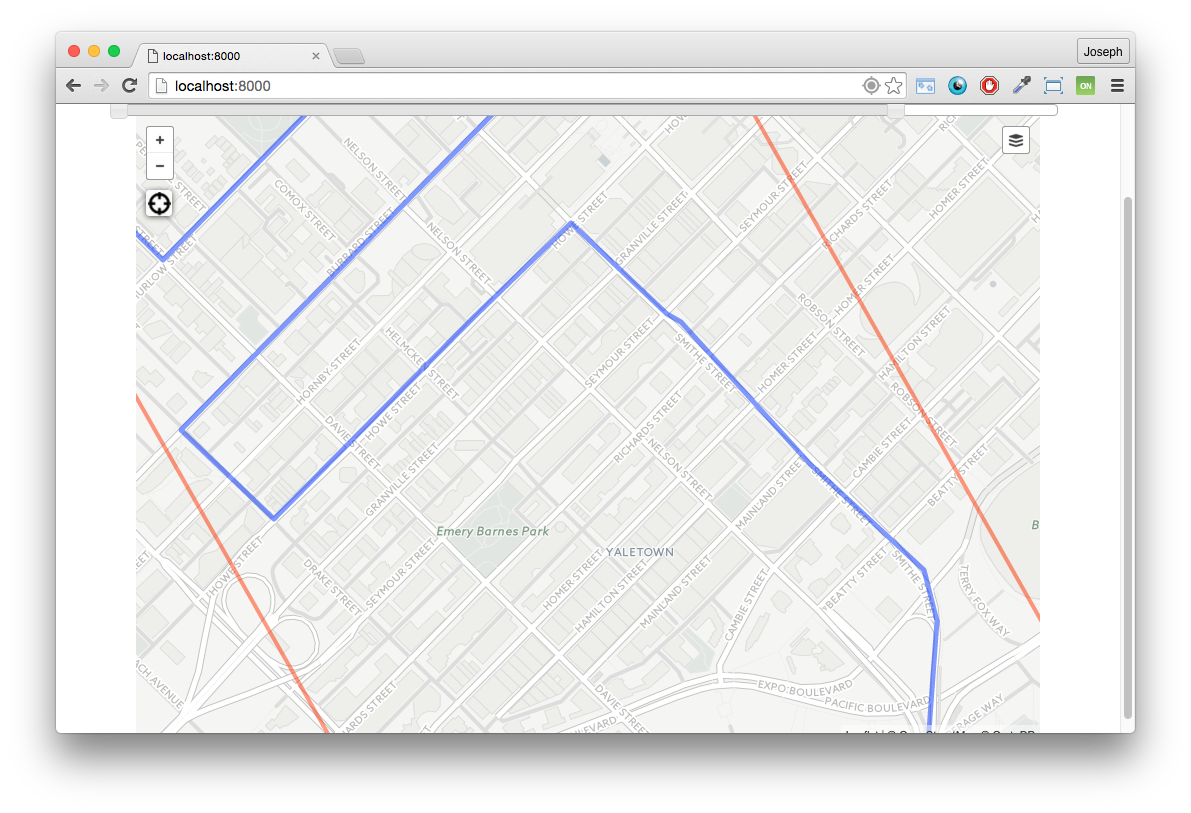 localhost:8000
Joseph
localhost:8000
ON
+
−
NELSON STREET
COMOX STREET
BURRARD STREET
NELSON STREET
HOWE STREET
GRANVILLE STREET
SEYMOUR STREET
RICHARDS STREET
HOMER STREET
HOMER STREET
ROBSON STREET
HAMILTON STREET
HELMCKEN STREET
HORNBY STREET
SEYMOUR STREET
SMITHE STREET
HOMER STREET
ROBSON STREET
DAVIE STREET
HOWE STREET
RICHARDS STREET
GRANVILLE STREET
NELSON STREET
CAMBIE STREET
BEATTY STREET
MAINLAND STREET
SMITHE STREET
Emery Barnes Park
YALETOWN
HOWE STREET
DRAKE STREET
SEYMOUR STREET
HOMER STREET
HAMILTON STREET
MAINLAND STREET
CAMBIE STREET
BEATTY STREET
SMITHE STREET
TERRY FOX WAY
EXPO BOULEVARD
PACIFIC BOULEVARD
DAVIE STREET